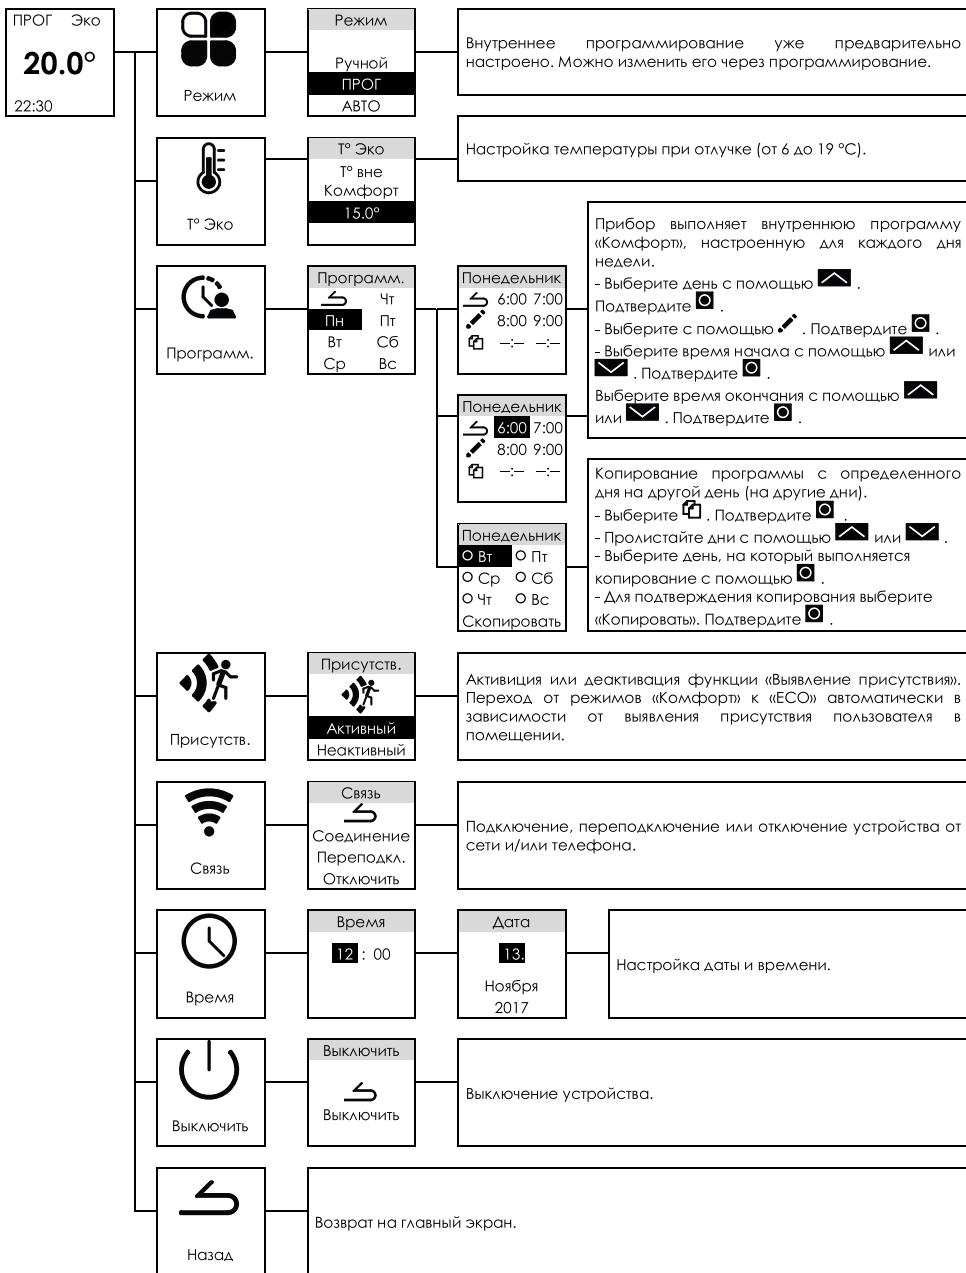 ПРОГ Эко
20.0°
22:30
Режим
Режим
Ручной
ПРОГ
АВТО
Внутреннее программирование уже предварительно
настроено. Можно изменить его через программирование.
T° Эко
T° Эко
T° вне
Комфорт
15.0°
Настройка температуры при отлучке (от 6 до 19 °C).
Программ.
Программ.
Чт
Пн Пт
Вт Сб
Ср Вс
Понедельник
6:00 7:00
8:00 9:00
–:– –:–
Понедельник
6:00 7:00
8:00 9:00
–:– –:–
Прибор выполняет внутреннюю программу
«Комфорт», настроенную для каждого дня
недели.
- Выберите день с помощью .
Подтвердите .
- Выберите с помощью . Подтвердите .
- Выберите время начала с помощью или
. Подтвердите .
Выберите время окончания с помощью
или . Подтвердите .
Понедельник
Вт Пт
Ср Сб
Чт Вс
Скопировать
Копирование программы с определенного
дня на другой день (на другие дни).
- Выберите . Подтвердите .
- Пролистайте дни с помощью или .
- Выберите день, на который выполняется
копирование с помощью .
- Для подтверждения копирования выберите
«Копировать». Подтвердите .
Присутств.
Присутств.
Активный
Неактивный
Активиция или деактивация функции «Выявление присутствия».
Переход от режимов «Комфорт» к «ECO» автоматически в
зависимости от выявления присутствия пользователя в
помещении.
Связь
Связь
Соединение
Переподкл.
Отключить
Подключение, переподключение или отключение устройства от
сети и/или телефона.
Время
Время
12 : 00
Дата
13.
Ноября
2017
Настройка даты и времени.
Выключить
Выключить
Выключить
Выключение устройства.
Назад
Возврат на главный экран.